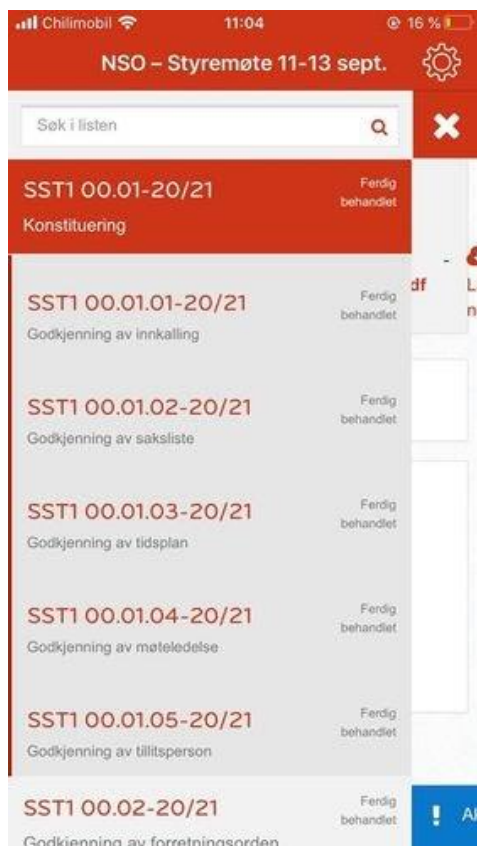 Chilimobil 11:04 16 %
NSO – Styremøte 11-13 sept.
Søk i listen
SST1 00.01-20/21 Ferdig behandlet
Konstituering
df
SST1 00.01.01-20/21 Ferdig behandlet
Godkjenning av innkalling
SST1 00.01.02-20/21 Ferdig behandlet
Godkjenning av saksliste
SST1 00.01.03-20/21 Ferdig behandlet
Godkjenning av tidsplan
SST1 00.01.04-20/21 Ferdig behandlet
Godkjenning av møteledelse
SST1 00.01.05-20/21 Ferdig behandlet
Godkjenning av tillitsperson
SST1 00.02-20/21 Ferdig behandlet
Godkjenning av forretningsorden